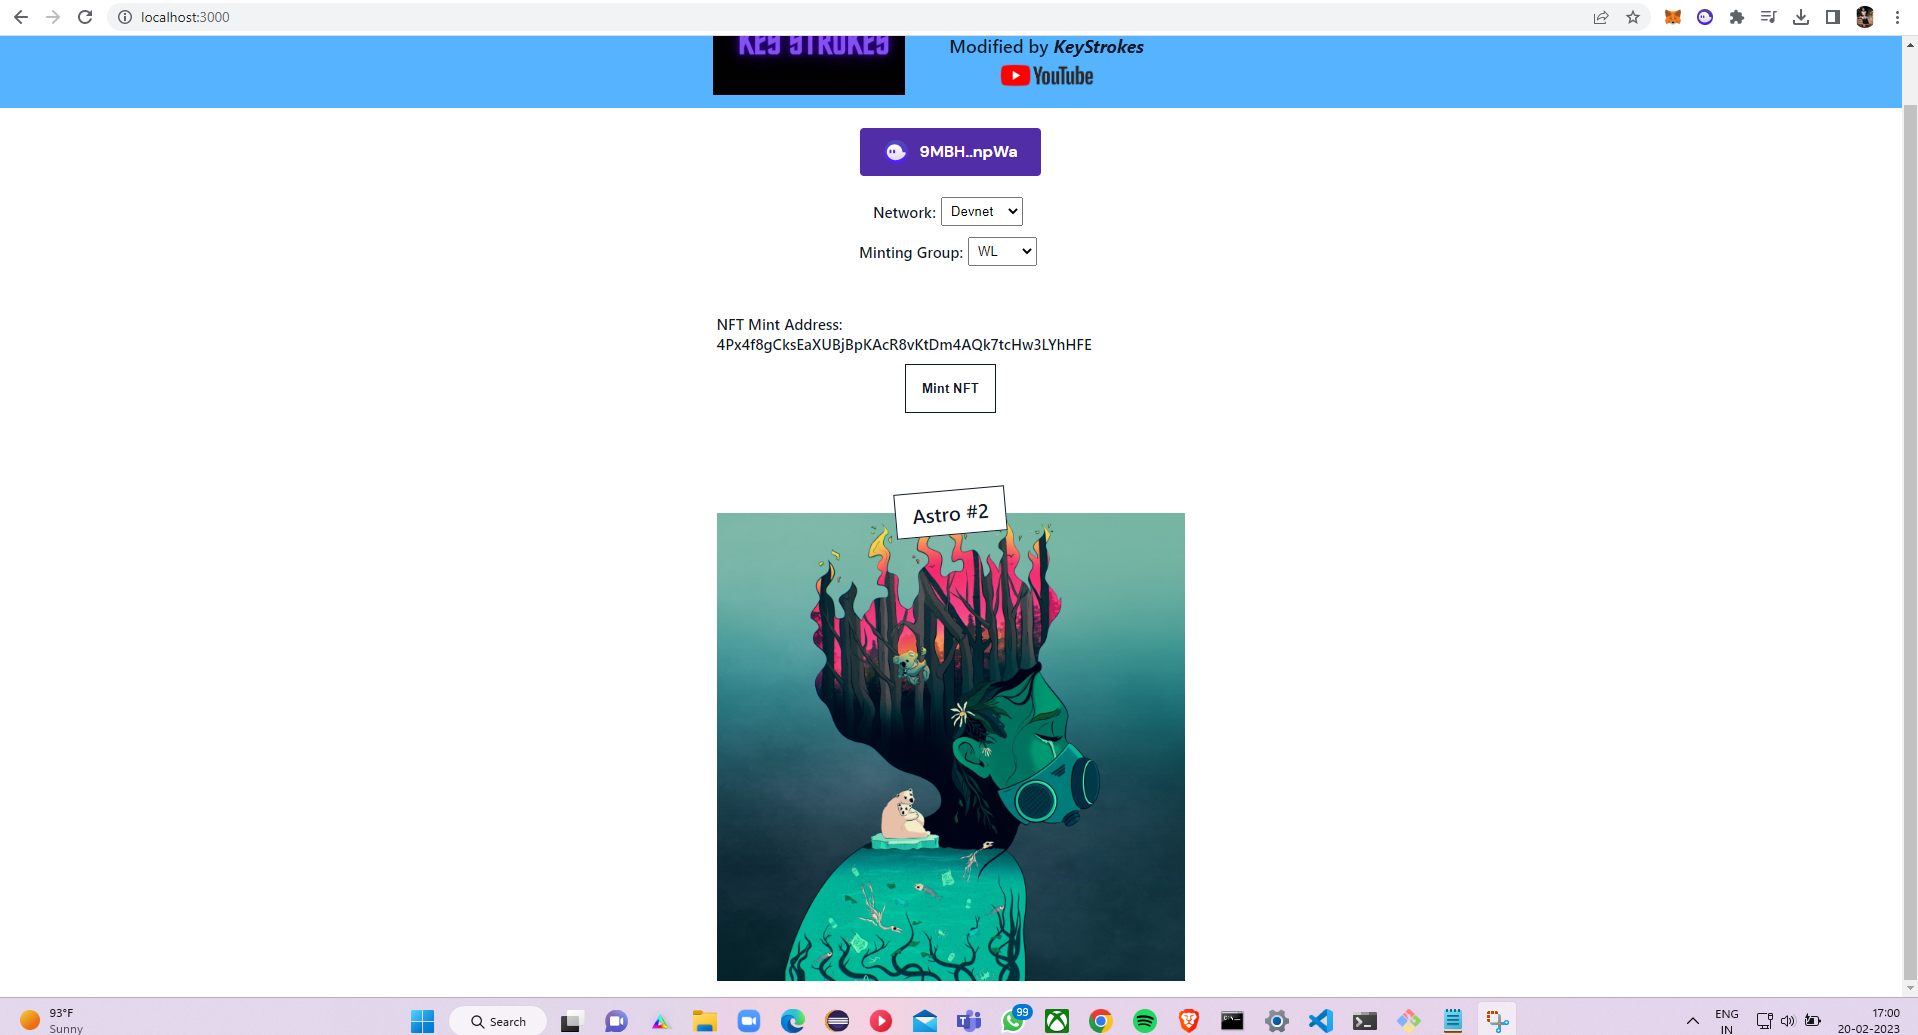 localhost:3000
KEY STROKES
Modified by KeyStrokes
YouTube
9MBH..npWa
Network: Devnet
Minting Group: WL
NFT Mint Address:
4Px4f8gCksEaXUBjBpKAcR8vKtDm4AQk7tcHw3LYhHFE
Mint NFT
Astro #2
93°F
Sunny
Search
99
ENG
IN
17:00
20-02-2023